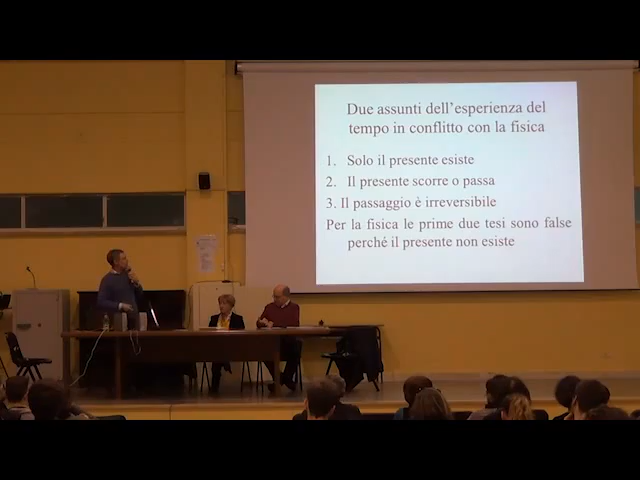 Due assunti dell'esperienza del
tempo in conflitto con la fisica
1. Solo il presente esiste
2. Il presente scorre o passa
3. Il passaggio è irreversibile
Per la fisica le prime due tesi sono false
perché il presente non esiste